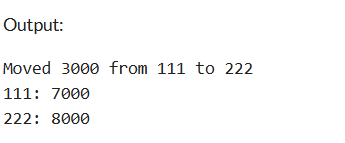 Output:
Moved 3000 from 111 to 222
111: 7000
222: 8000